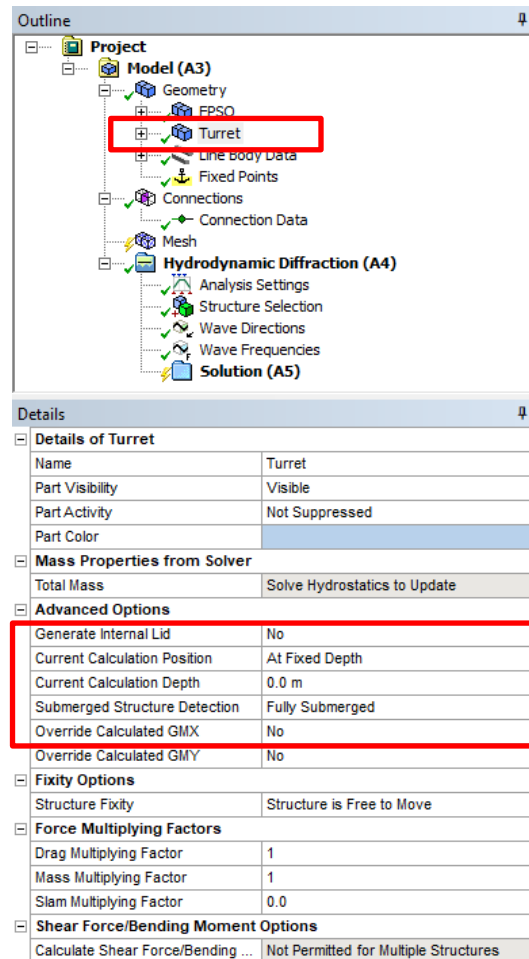 Outline
Project
Model (A3)
Geometry
FPSO
Turret
Line Body Data
Fixed Points
Connections
Connection Data
Mesh
Hydrodynamic Diffraction (A4)
Analysis Settings
Structure Selection
Wave Directions
Wave Frequencies
Solution (A5)
Details
Details of Turret
Name Turret
Part Visibility Visible
Part Activity Not Suppressed
Part Color
Mass Properties from Solver
Total Mass Solve Hydrostatics to Update
Advanced Options
Generate Internal Lid No
Current Calculation Position At Fixed Depth
Current Calculation Depth 0.0 m
Submerged Structure Detection Fully Submerged
Override Calculated GMX No
Override Calculated GMY No
Fixity Options
Structure Fixity Structure is Free to Move
Force Multiplying Factors
Drag Multiplying Factor 1
Mass Multiplying Factor 1
Slam Multiplying Factor 0.0
Shear Force/Bending Moment Options
Calculate Shear Force/Bending ... Not Permitted for Multiple Structures